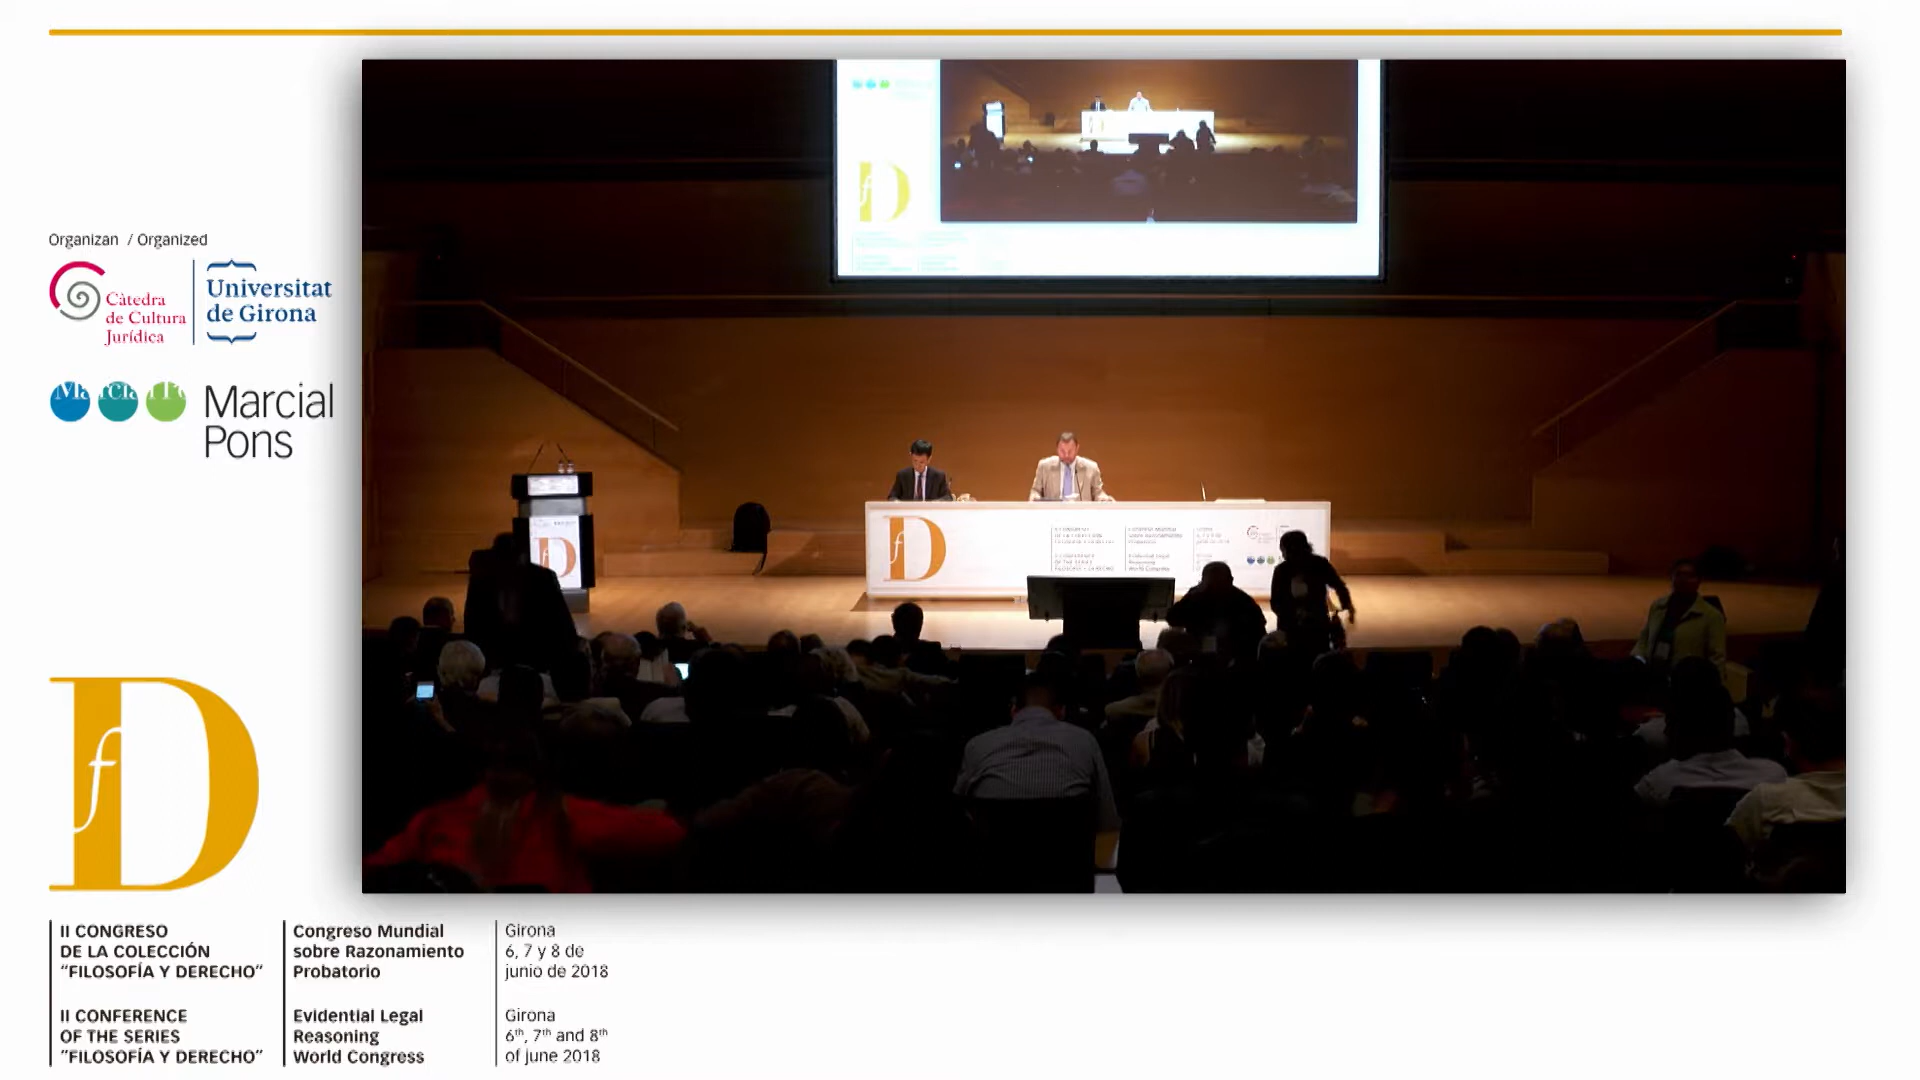 Organizan / Organized
Càtedra
de Cultura
Jurídica
Universitat
de Girona
Marcial
Pons
fD
II CONGRESO
DE LA COLECCIÓN
"FILOSOFÍA Y DERECHO"
II CONFERENCE
OF THE SERIES
"FILOSOFÍA Y DERECHO"
Congreso Mundial
sobre Razonamiento
Probatorio
Evidential Legal
Reasoning
World Congress
Girona
6, 7 y 8 de
junio de 2018
Girona
6th, 7th and 8th
of june 2018